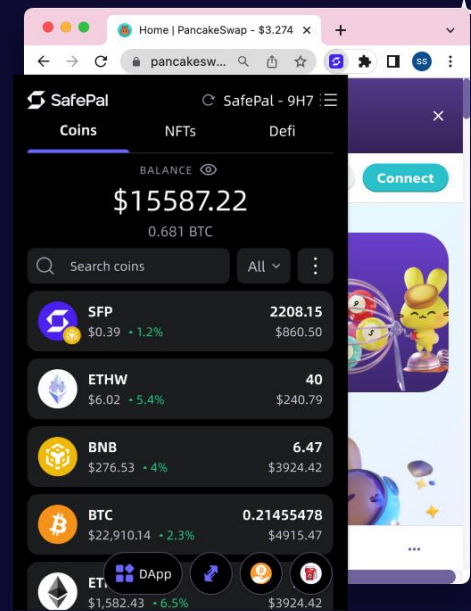 Home | PancakeSwap - $3.274
pancakesw...
SS
SafePal
SafePal - 9H7
Coins NFTs Defi
BALANCE
$15587.22
0.681 BTC
Connect
Search coins
All
SFP 2208.15
$0.39 1.2% $860.50
ETHW 40
$6.02 5.4% $240.79
BNB 6.47
$276.53 4% $3924.42
BTC 0.21455478
$22,910.14 2.3% $4915.47
DApp
$1,582.43 6.5% $3924.42